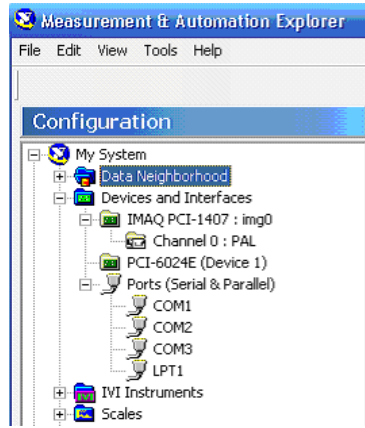 Measurement & Automation Explorer
File Edit View Tools Help
Configuration
My System
Data Neighborhood
Devices and Interfaces
IMAQ PCI-1407 : img0
Channel 0 : PAL
PCI-6024E (Device 1)
Ports (Serial & Parallel)
COM1
COM2
COM3
LPT1
IVI Instruments
Scales